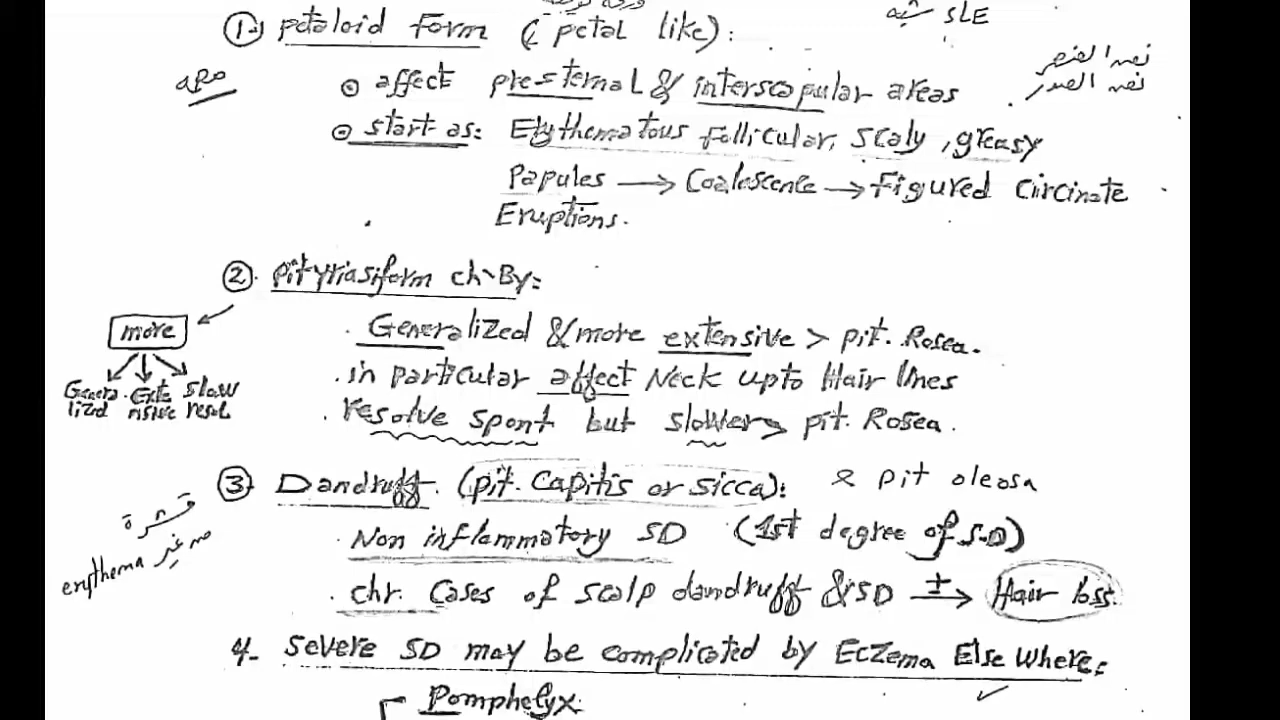 شبه SLE
① petaloid form (petal like):
نص الصدر
⊙ affect presternal & interscapular areas
⊙ start as: Erythematous Follicular, scaly, greasy
Papules → Coalescence → Figured Circinate
Eruptions.
② pityriasiform ch~By:
more
Generalized Extensive slow resol
. Generalized & more extensive > pit. Rosea.
. in particular affect Neck upto Hair lines
. resolve spont but slower > pit. Rosea.
③ Dandruff. (pit. Capitis or sicca): & pit oleosa
قشرة
من غير erythema
. Non inflammatory SD (1st degree of S.D)
. chr. Cases of scalp dandruff & SD ± → Hair loss.
4- Severe SD may be complicated by Eczema Else where:
Pompholyx